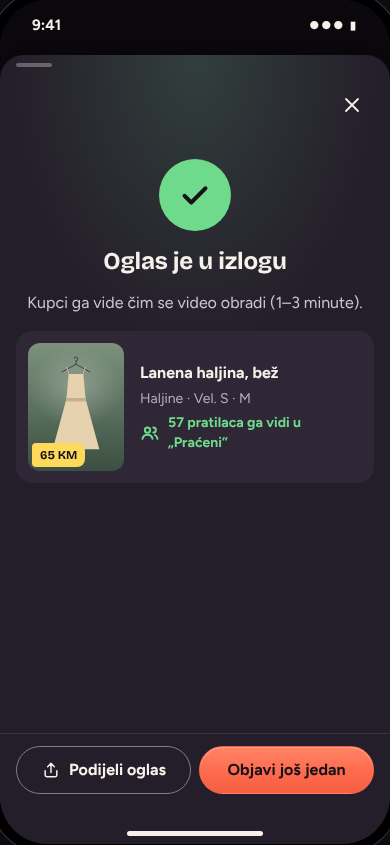 9:41
Oglas je u izlogu
Kupci ga vide čim se video obradi (1–3 minute).
Lanena haljina, bež
Haljine · Vel. S · M
57 pratilaca ga vidi u
„Praćeni”
65 KM
Podijeli oglas
Objavi još jedan